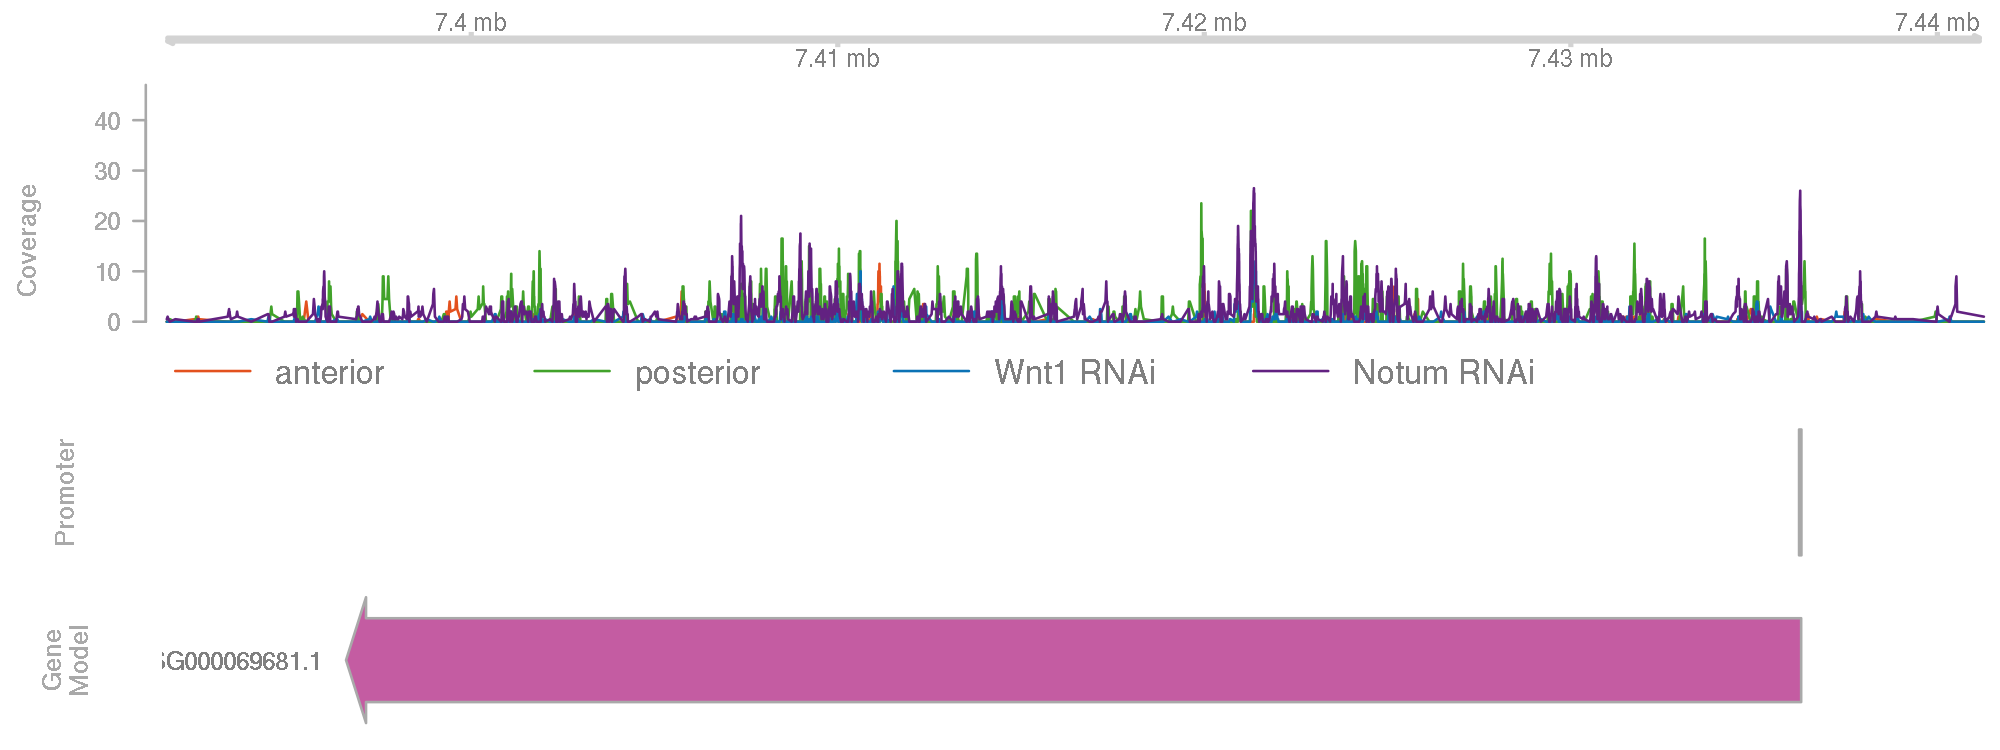 7.4 mb
7.42 mb
7.44 mb
7.41 mb
7.43 mb
Coverage
40
30
20
10
0
anterior
posterior
Wnt1 RNAi
Notum RNAi
Promoter
Gene
Model
G000069681.1